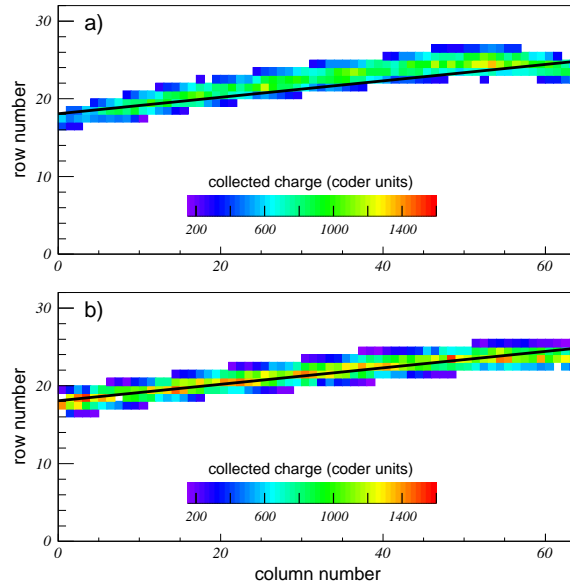 a)
30
20
10
0
row number
collected charge (coder units)
200 600 1000 1400
0 20 40 60
b)
30
20
10
0
row number
collected charge (coder units)
200 600 1000 1400
0 20 40 60
column number